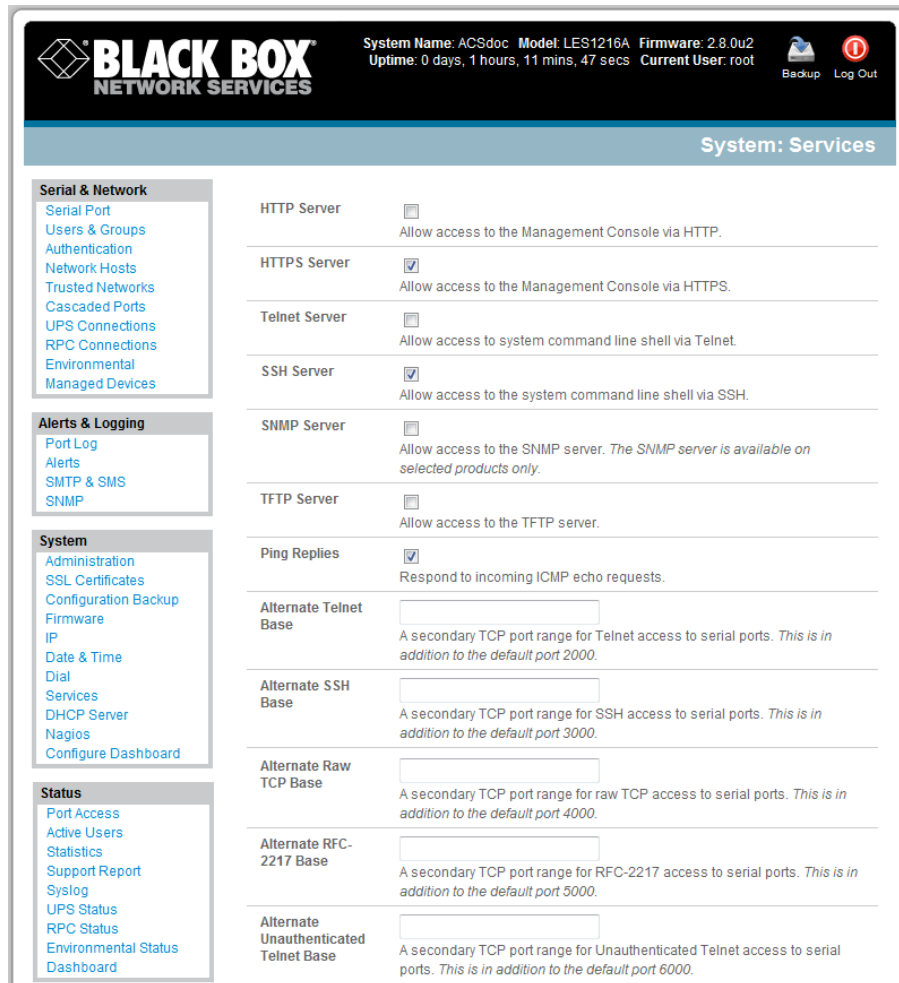 BLACK BOX®
NETWORK SERVICES
System Name: ACSdoc Model: LES1216A Firmware: 2.8.0u2
Uptime: 0 days, 1 hours, 11 mins, 47 secs Current User: root
Backup
Log Out
System: Services
Serial & Network
Serial Port
Users & Groups
Authentication
Network Hosts
Trusted Networks
Cascaded Ports
UPS Connections
RPC Connections
Environmental
Managed Devices
Alerts & Logging
Port Log
Alerts
SMTP & SMS
SNMP
System
Administration
SSL Certificates
Configuration Backup
Firmware
IP
Date & Time
Dial
Services
DHCP Server
Nagios
Configure Dashboard
Status
Port Access
Active Users
Statistics
Support Report
Syslog
UPS Status
RPC Status
Environmental Status
Dashboard
HTTP Server
Allow access to the Management Console via HTTP.
HTTPS Server
Allow access to the Management Console via HTTPS.
Telnet Server
Allow access to system command line shell via Telnet.
SSH Server
Allow access to the system command line shell via SSH.
SNMP Server
Allow access to the SNMP server. The SNMP server is available on
selected products only.
TFTP Server
Allow access to the TFTP server.
Ping Replies
Respond to incoming ICMP echo requests.
Alternate Telnet
Base
A secondary TCP port range for Telnet access to serial ports. This is in
addition to the default port 2000.
Alternate SSH
Base
A secondary TCP port range for SSH access to serial ports. This is in
addition to the default port 3000.
Alternate Raw
TCP Base
A secondary TCP port range for raw TCP access to serial ports. This is in
addition to the default port 4000.
Alternate RFC-
2217 Base
A secondary TCP port range for RFC-2217 access to serial ports. This is in
addition to the default port 5000.
Alternate
Unauthenticated
Telnet Base
A secondary TCP port range for Unauthenticated Telnet access to serial
ports. This is in addition to the default port 6000.